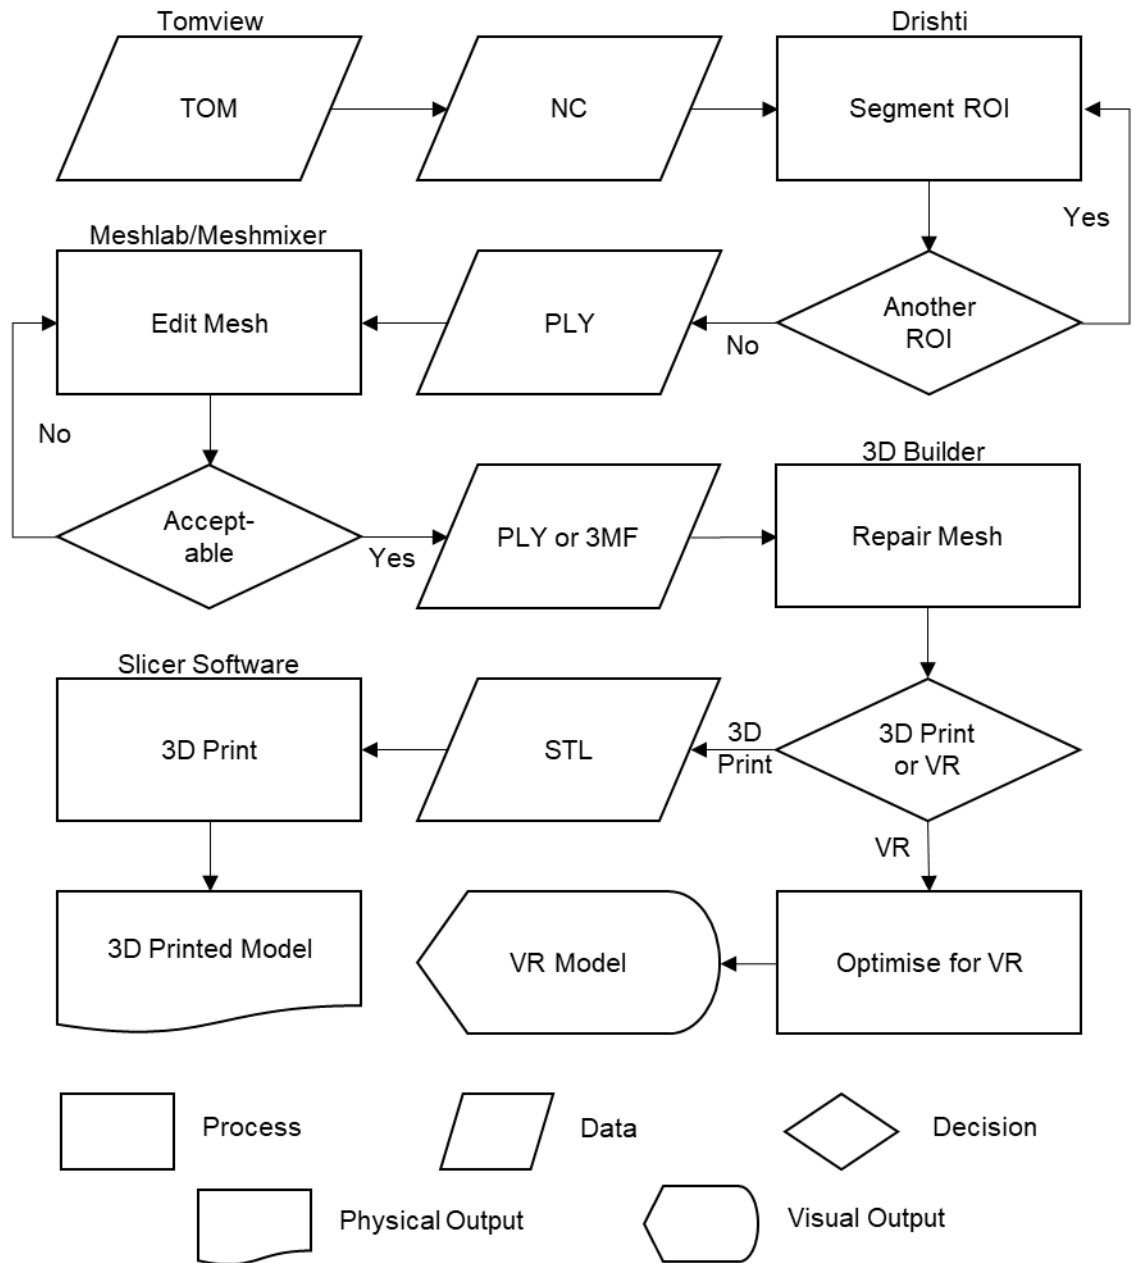 Tomview
Drishti
TOM
NC
Segment ROI
Yes
Meshlab/Meshmixer
Edit Mesh
PLY
Another
ROI
No
No
3D Builder
Accept-
able
Yes
PLY or 3MF
Repair Mesh
Slicer Software
3D Print
STL
3D
Print
3D Print
or VR
VR
3D Printed Model
VR Model
Optimise for VR
Process
Data
Decision
Physical Output
Visual Output